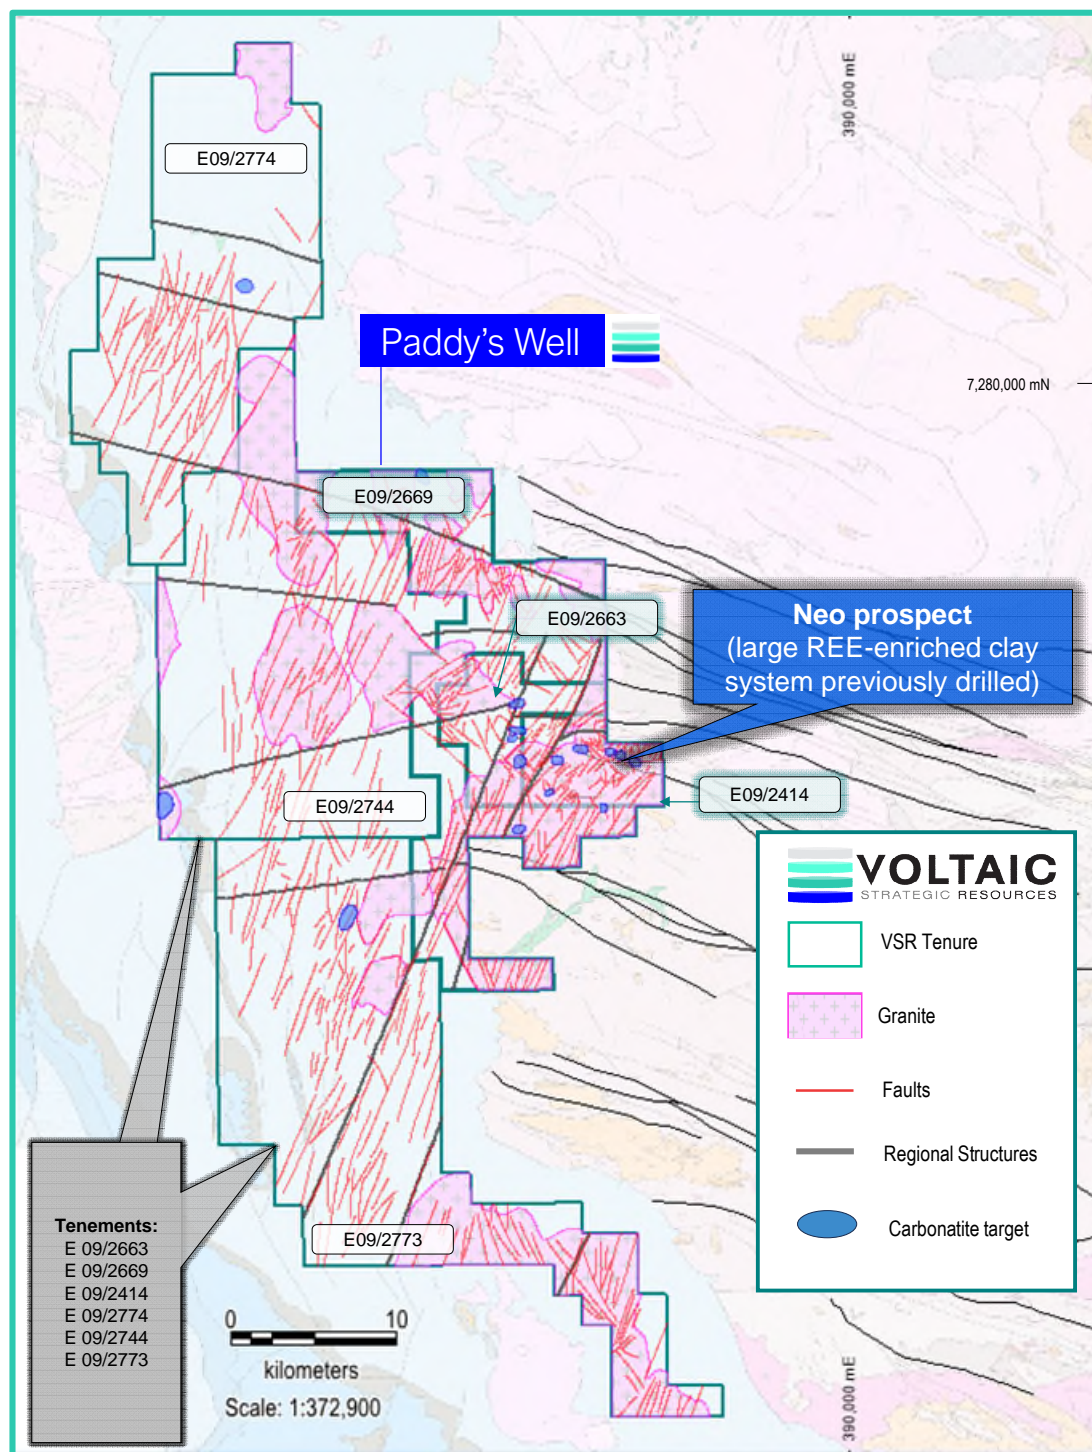 390,000 mE
E09/2774
Paddy's Well
7,280,000 mN
E09/2669
E09/2663
Neo prospect
(large REE-enriched clay
system previously drilled)
E09/2744
E09/2414
VOLTAIC
STRATEGIC RESOURCES
VSR Tenure
Granite
Faults
Regional Structures
Carbonatite target
Tenements:
E 09/2663
E 09/2669
E 09/2414
E 09/2774
E 09/2744
E 09/2773
E09/2773
0 10
kilometers
Scale: 1:372,900
390,000 mE